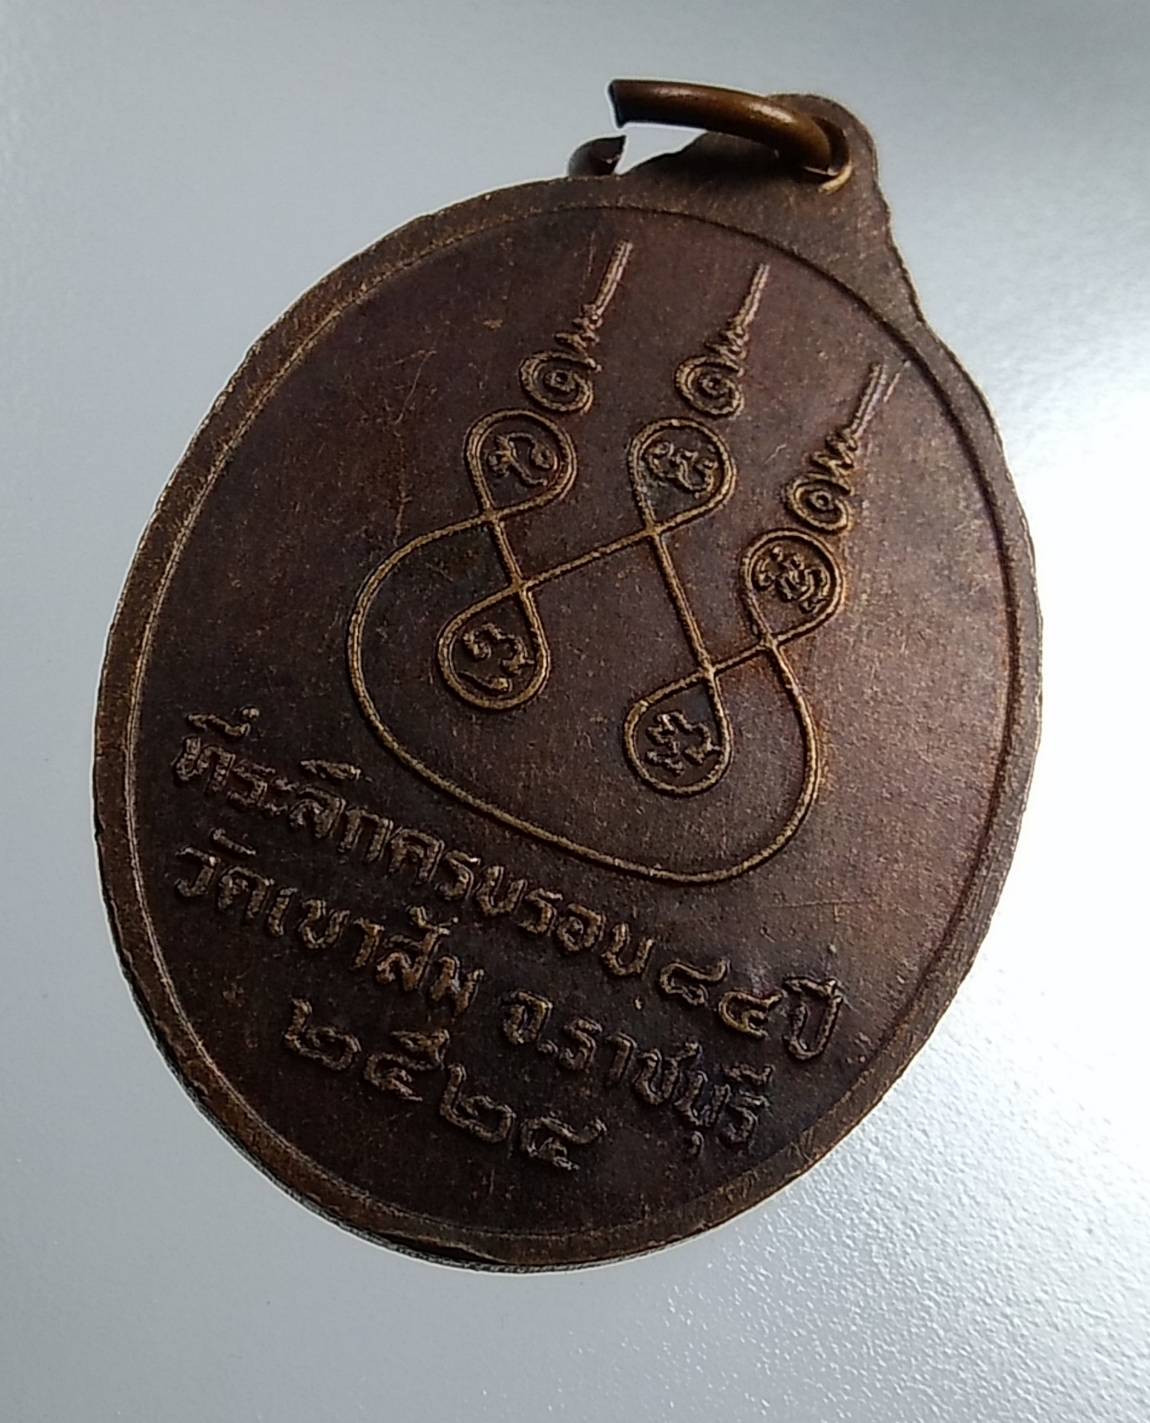 ที่ระลึกครบรอบ ๘๔ ปี
วัดเขาส้ม จ.ราชบุรี
๒๕๒๔